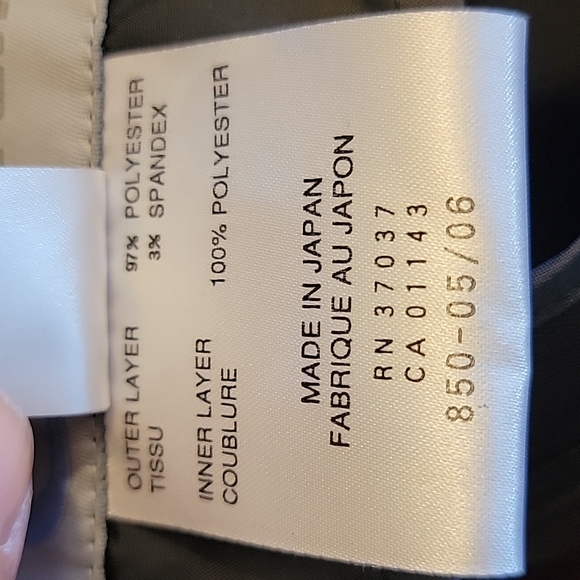 OUTER LAYER 97% POLYESTER
TISSU 3% SPANDEX
INNER LAYER 100% POLYESTER
COUBLURE
MADE IN JAPAN
FABRIQUE AU JAPON
RN 37037
CA 01143
850-05/06